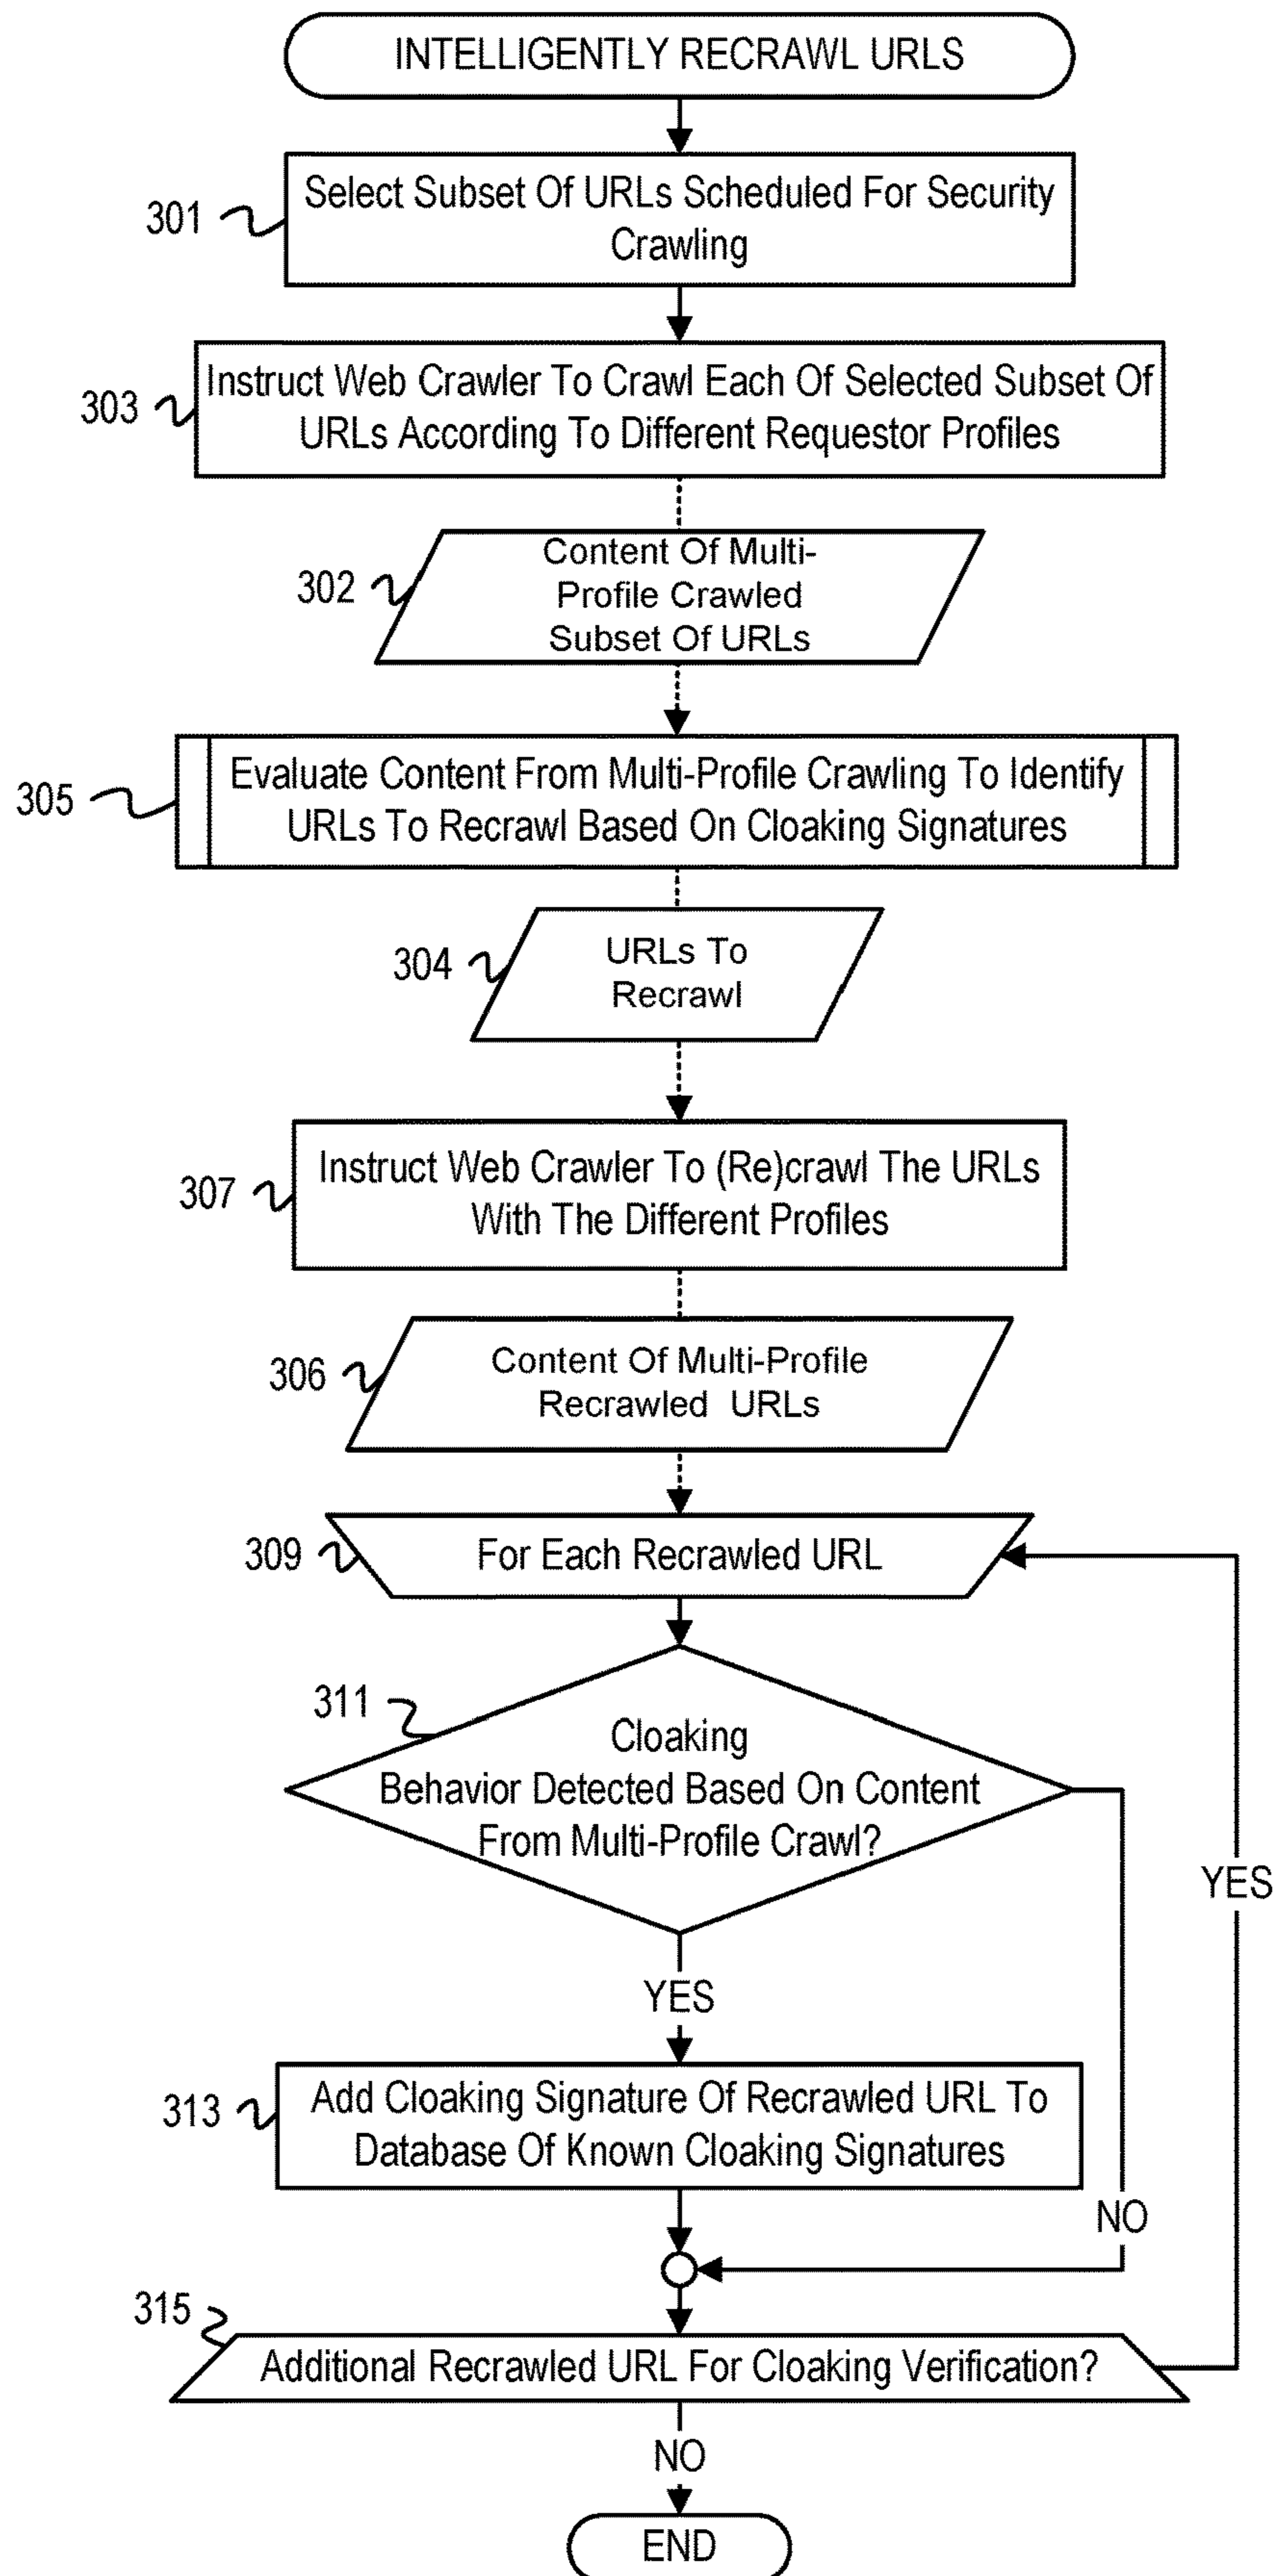 INTELLIGENTLY RECRAWL URLS
301
Select Subset Of URLs Scheduled For Security
Crawling
303
Instruct Web Crawler To Crawl Each Of Selected Subset Of
URLs According To Different Requestor Profiles
302
Content Of Multi-
Profile Crawled
Subset Of URLs
305
Evaluate Content From Multi-Profile Crawling To Identify
URLs To Recrawl Based On Cloaking Signatures
304
URLs To
Recrawl
307
Instruct Web Crawler To (Re)crawl The URLs
With The Different Profiles
306
Content Of Multi-Profile
Recrawled URLs
309
For Each Recrawled URL
311
Cloaking
Behavior Detected Based On Content
From Multi-Profile Crawl?
YES
YES
313
Add Cloaking Signature Of Recrawled URL To
Database Of Known Cloaking Signatures
NO
315
Additional Recrawled URL For Cloaking Verification?
NO
END